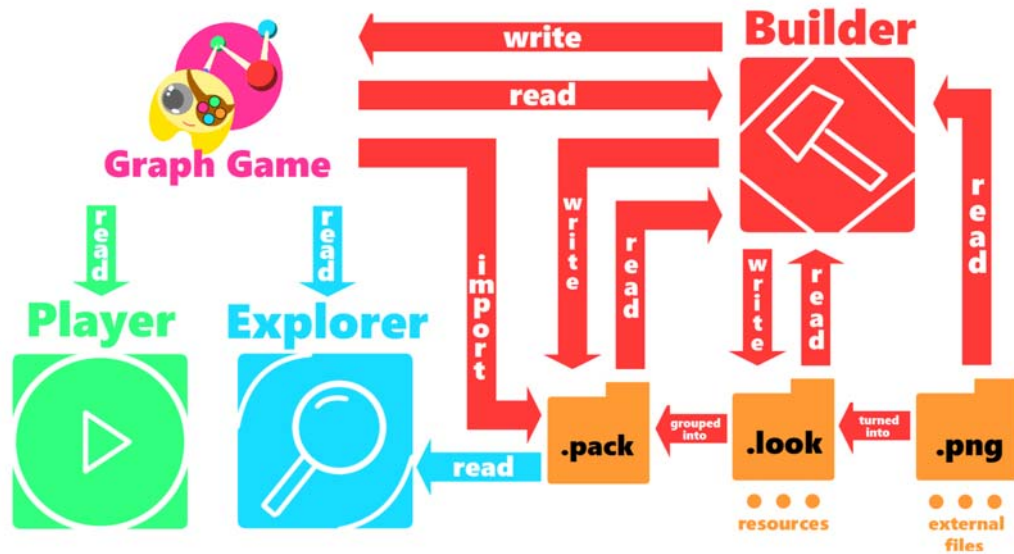 write
Builder
read
Graph Game
read
read
import
write
read
write
read
read
Player
Explorer
.pack
grouped
into
.look
turned
into
.png
read
resources
external
files